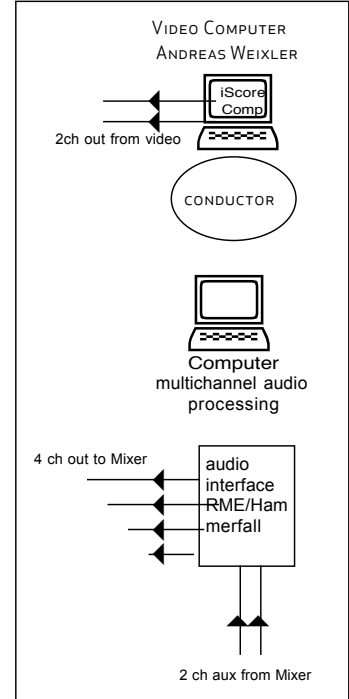 VIDEO COMPUTER
ANDREAS WEIXLER
iScore
Comp
2ch out from video
CONDUCTOR
Computer
multichannel audio
processing
4 ch out to Mixer
audio
interface
RME/Ham
merfall
2 ch aux from Mixer